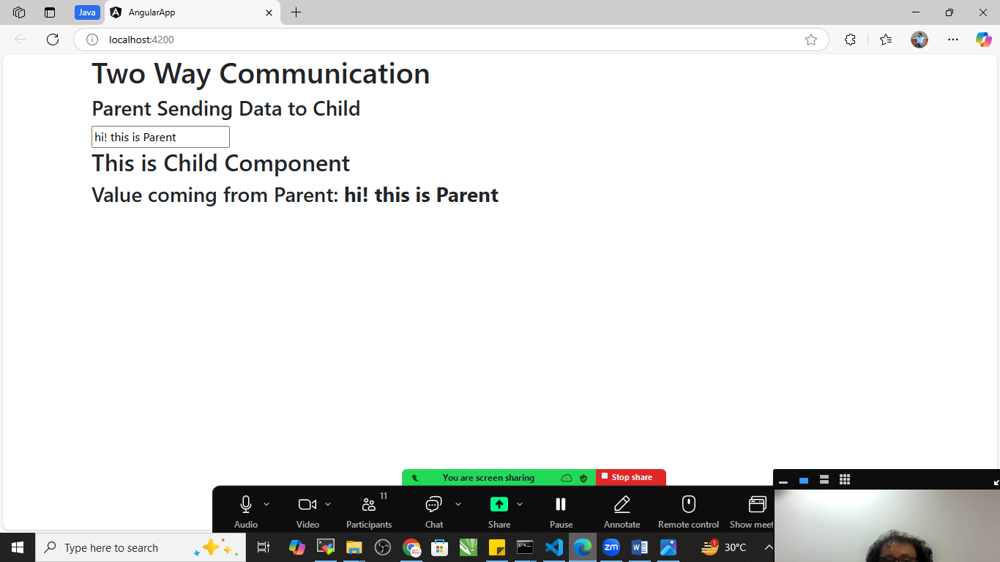 Java
AngularApp
localhost:4200
Two Way Communication
Parent Sending Data to Child
hi! this is Parent
This is Child Component
Value coming from Parent: hi! this is Parent
You are screen sharing
Stop share
11
Audio
Video
Participants
Chat
Share
Pause
Annotate
Remote control
Show meet
Type here to search
zm
1
30°C